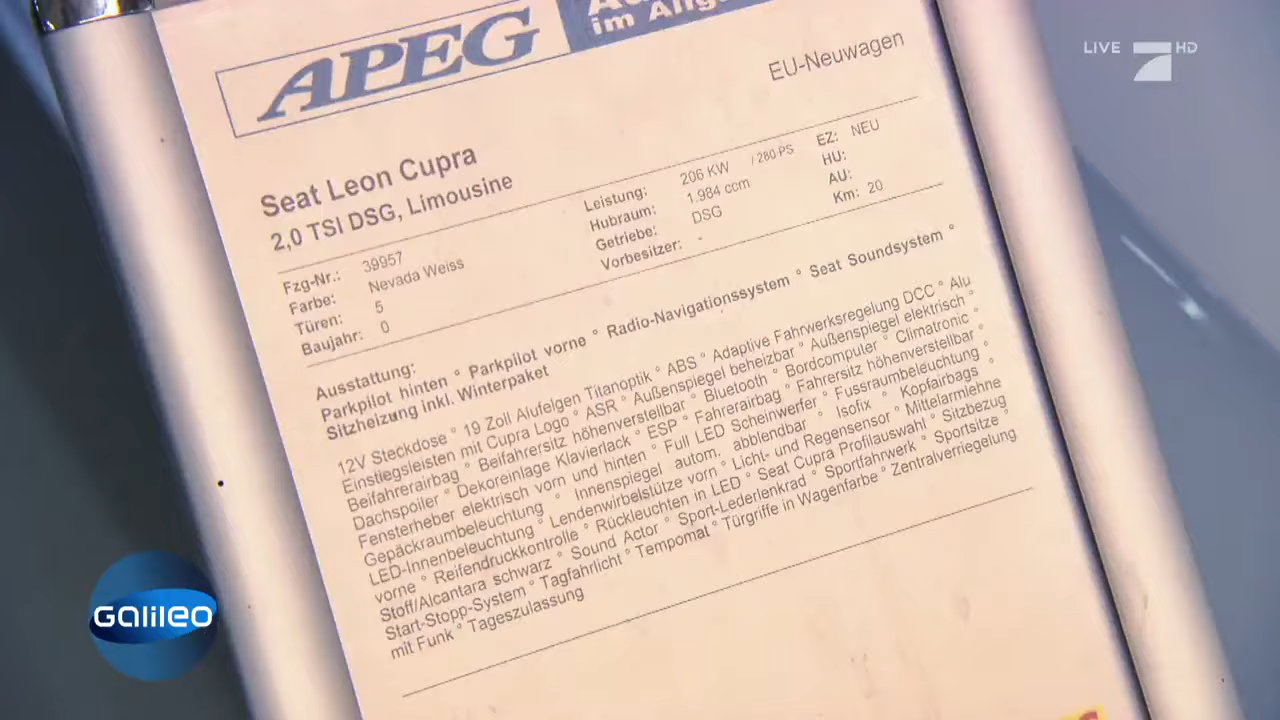 APEG
im Allg
EU-Neuwagen
LIVE HD
Seat Leon Cupra
2,0 TSI DSG, Limousine
Fzg-Nr.: 39957
Farbe: Nevada Weiss
Türen: 5
Baujahr: 0
Leistung: 206 KW / 280 PS
Hubraum: 1.984 ccm
Getriebe: DSG
Vorbesitzer: -
EZ: NEU
HU:
AU:
Km: 20
Ausstattung:
Parkpilot hinten ° Parkpilot vorne ° Radio-Navigationssystem ° Seat Soundsystem °
Sitzheizung inkl. Winterpaket
12V Steckdose ° 19 Zoll Alufelgen Titanoptik ° ABS ° Adaptive Fahrwerksregelung DCC ° Alu
Einstiegsleisten mit Cupra Logo ° ASR ° Außenspiegel beheizbar ° Außenspiegel elektrisch °
Beifahrerairbag ° Beifahrersitz höhenverstellbar ° Bluetooth ° Bordcomputer ° Climatronic °
Dachspoiler ° Dekoreinlage Klavierlack ° ESP ° Fahrerairbag ° Fahrersitz höhenverstellbar °
Fensterheber elektrisch vorn und hinten ° Full LED Scheinwerfer ° Fussraumbeleuchtung °
Gepäckraumbeleuchtung ° Innenspiegel autom. abblendbar ° Isofix ° Kopfairbags °
LED-Innenbeleuchtung ° Lendenwirbelstütze vorn ° Licht- und Regensensor ° Mittelarmlehne
vorne ° Reifendruckkontrolle ° Rückleuchten in LED ° Seat Cupra Profilauswahl ° Sitzbezug
Stoff/Alcantara schwarz ° Sound Actor ° Sport-Lederlenkrad ° Sportfahrwerk ° Sportsitze °
Start-Stopp-System ° Tagfahrlicht ° Tempomat ° Türgriffe in Wagenfarbe ° Zentralverriegelung
mit Funk ° Tageszulassung
GALILEO